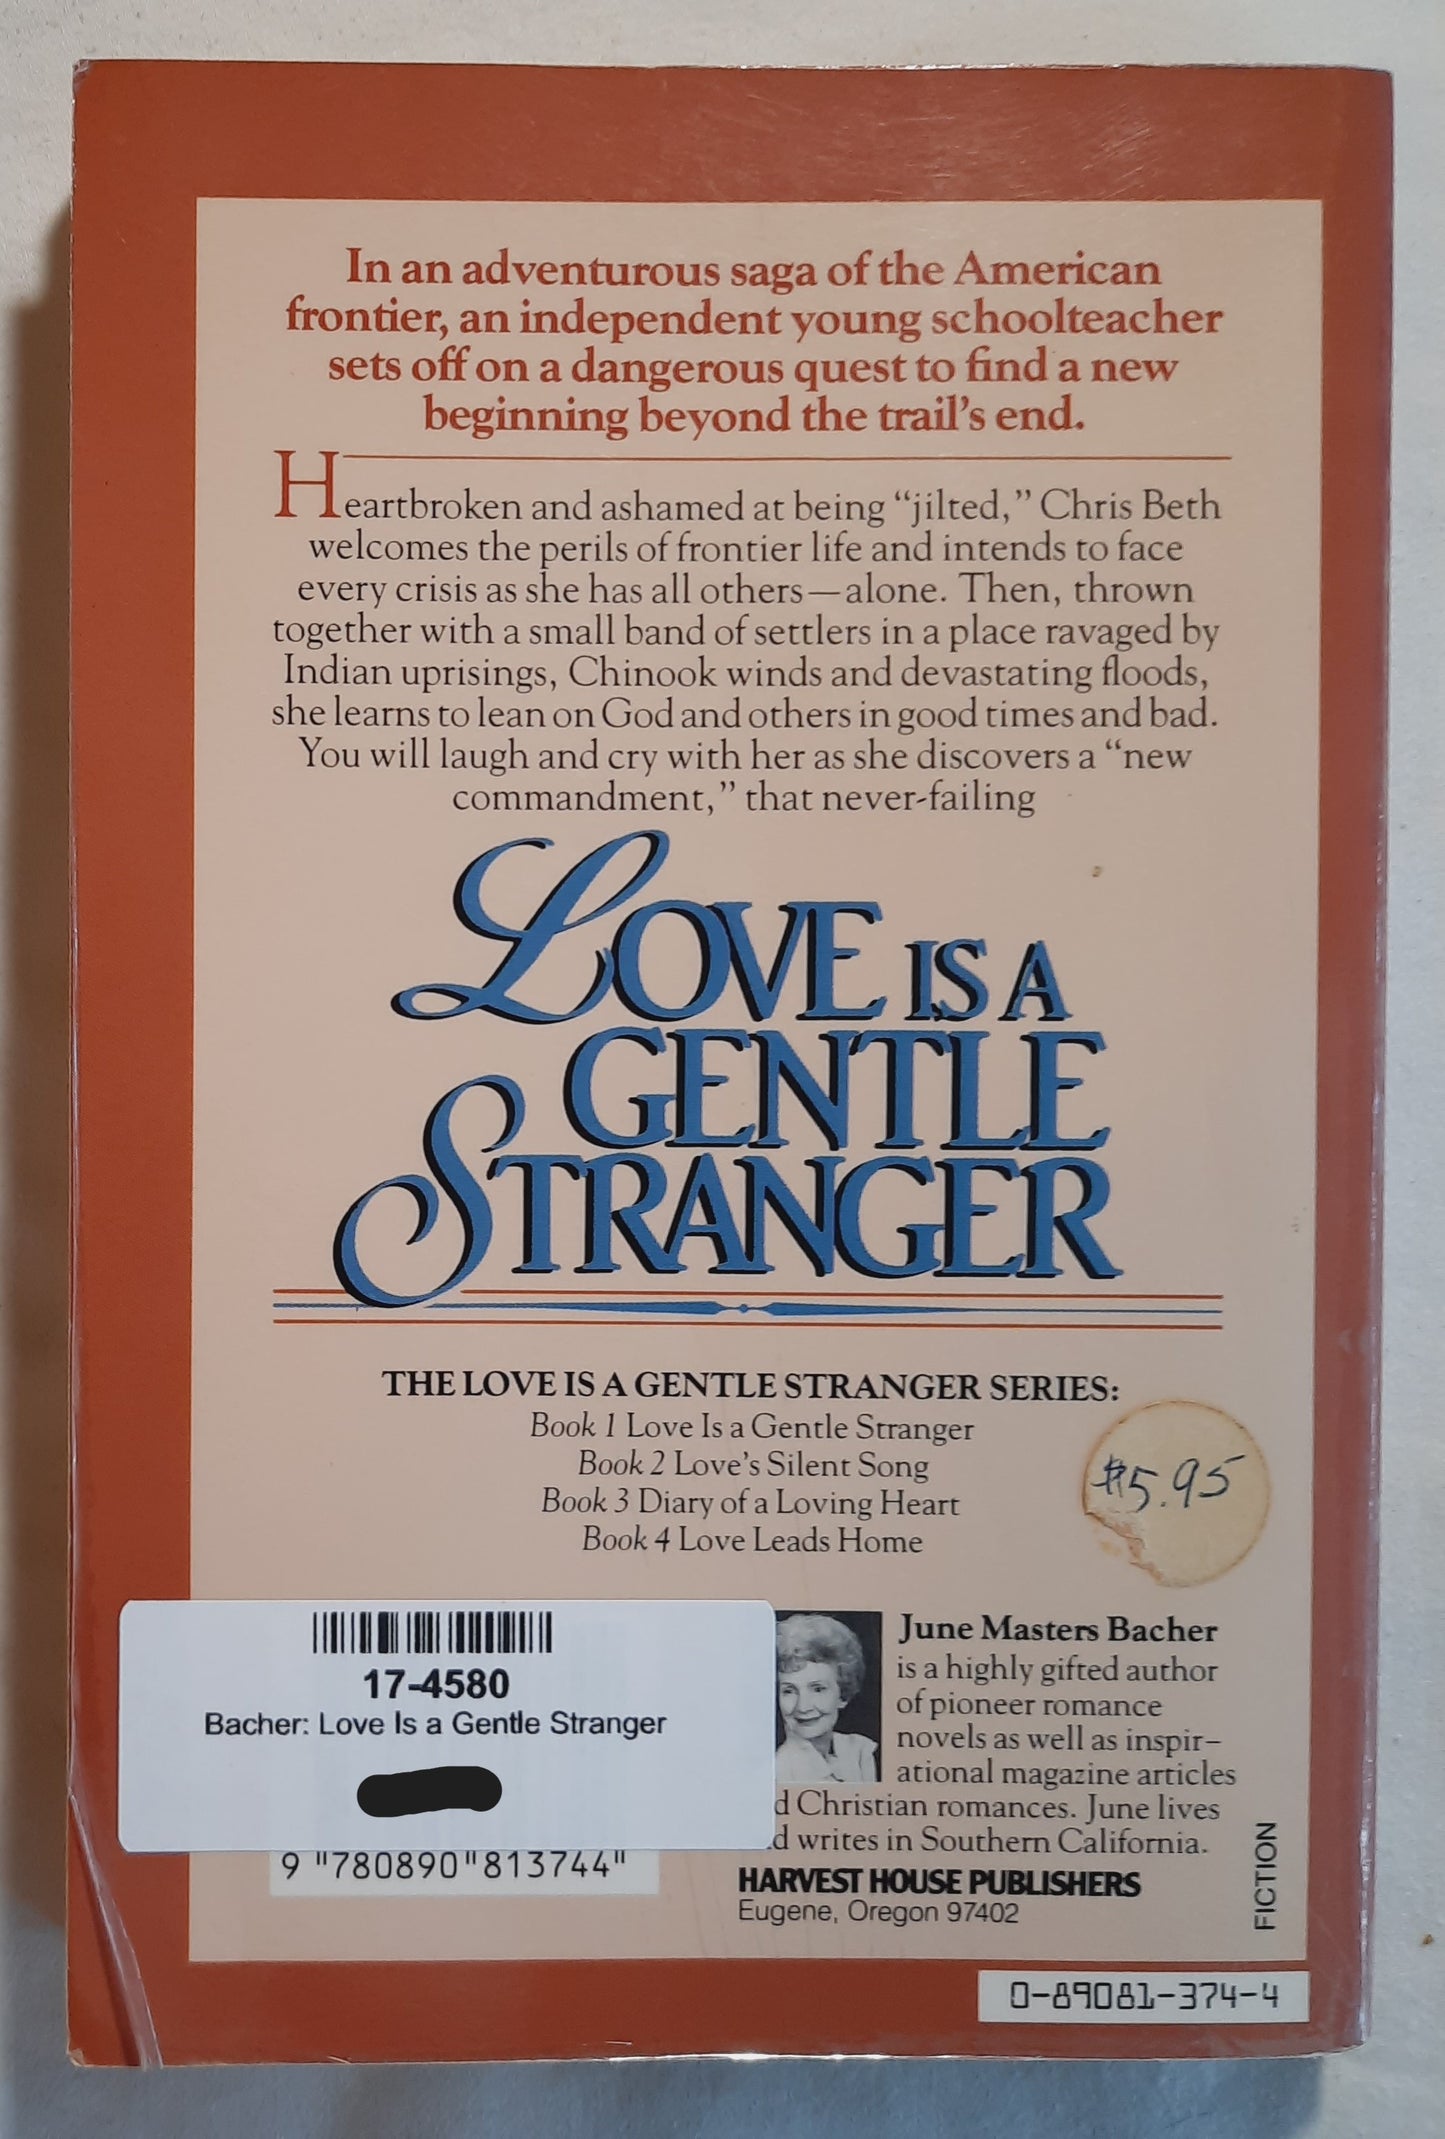 In an adventurous saga of the American
frontier, an independent young schoolteacher
sets off on a dangerous quest to find a new
beginning beyond the trail's end.
Heartbroken and ashamed at being “jilted,” Chris Beth
welcomes the perils of frontier life and intends to face
every crisis as she has all others—alone. Then, thrown
together with a small band of settlers in a place ravaged by
Indian uprisings, Chinook winds and devastating floods,
she learns to lean on God and others in good times and bad.
You will laugh and cry with her as she discovers a “new
commandment,” that never-failing
LOVE IS A
GENTLE
STRANGER
THE LOVE IS A GENTLE STRANGER SERIES:
Book 1 Love Is a Gentle Stranger
Book 2 Love's Silent Song
Book 3 Diary of a Loving Heart
Book 4 Love Leads Home
$5.95
17-4580
Bacher: Love Is a Gentle Stranger
9 "780890"813744"
June Masters Bacher
is a highly gifted author
of pioneer romance
novels as well as inspir-
ational magazine articles
d Christian romances. June lives
d writes in Southern California.
HARVEST HOUSE PUBLISHERS
Eugene, Oregon 97402
FICTION
0-89081-374-4